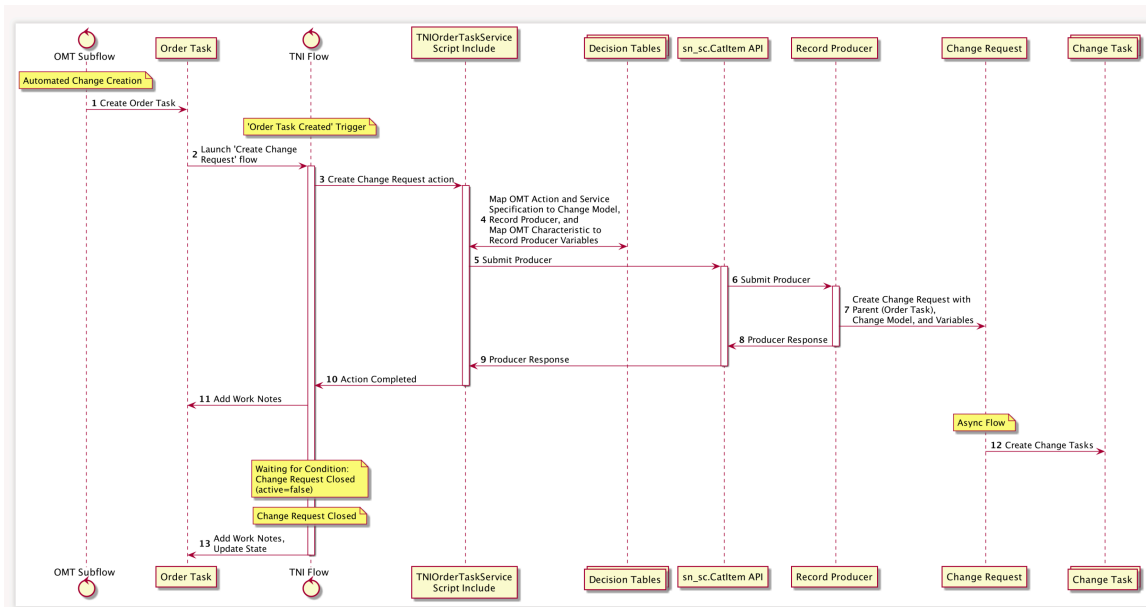 OMT Subflow
Order Task
TNI Flow
TNIOrderTaskService
Script Include
Decision Tables
sn_sc.CatItem API
Record Producer
Change Request
Change Task
Automated Change Creation
1 Create Order Task
'Order Task Created' Trigger
2 Launch 'Create Change
Request' flow
3 Create Change Request action
Map OMT Action and Service
Specification to Change Model,
4 Record Producer, and
Map OMT Characteristic to
Record Producer Variables
5 Submit Producer
6 Submit Producer
Create Change Request with
7 Parent (Order Task),
Change Model, and Variables
8 Producer Response
9 Producer Response
10 Action Completed
11 Add Work Notes
Async Flow
12 Create Change Tasks
Waiting for Condition:
Change Request Closed
(active=false)
Change Request Closed
13 Add Work Notes,
Update State
OMT Subflow
Order Task
TNI Flow
TNIOrderTaskService
Script Include
Decision Tables
sn_sc.CatItem API
Record Producer
Change Request
Change Task